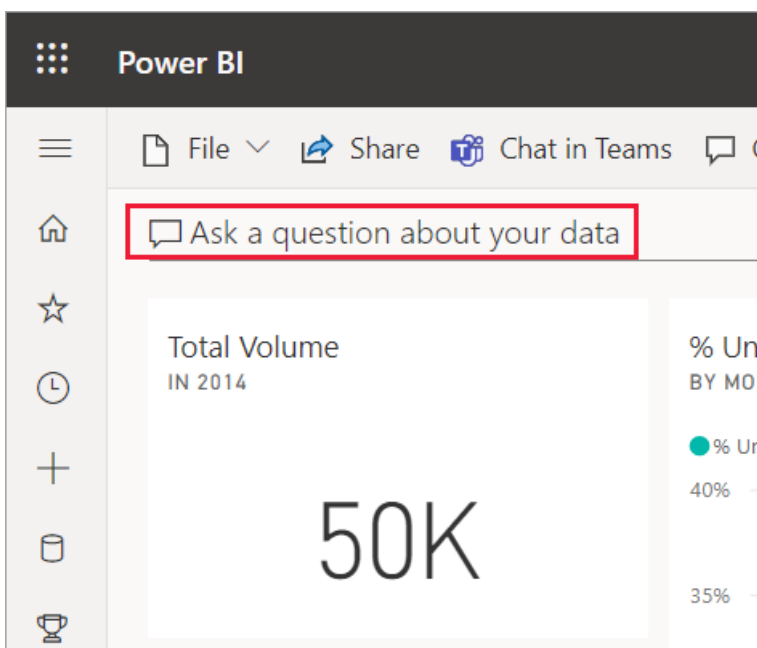 Power BI
File Share Chat in Teams
Ask a question about your data
Total Volume
IN 2014
50K
% Un
BY MO
% Un
40%
35%